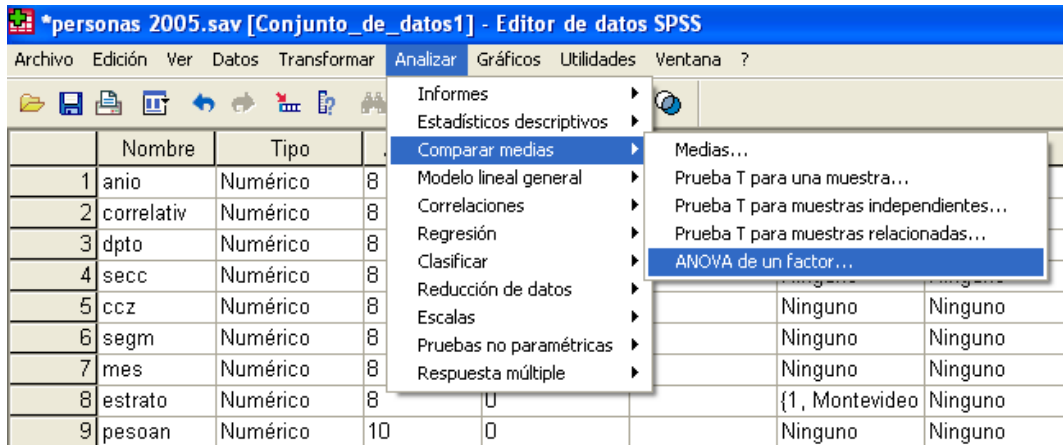 *personas 2005.sav [Conjunto_de_datos1] - Editor de datos SPSS
Archivo Edición Ver Datos Transformar Analizar Gráficos Utilidades Ventana ?
Informes
Estadísticos descriptivos
Comparar medias
Modelo lineal general
Correlaciones
Regresión
Clasificar
Reducción de datos
Escalas
Pruebas no paramétricas
Respuesta múltiple
Medias...
Prueba T para una muestra...
Prueba T para muestras independientes...
Prueba T para muestras relacionadas...
ANOVA de un factor...
Nombre Tipo
1 anio Numérico 8
2 correlativ Numérico 8
3 dpto Numérico 8
4 secc Numérico 8
5 ccz Numérico 8 Ninguno Ninguno
6 segm Numérico 8 Ninguno Ninguno
7 mes Numérico 8 Ninguno Ninguno
8 estrato Numérico 8 0 {1, Montevideo Ninguno
9 pesoan Numérico 10 0 Ninguno Ninguno